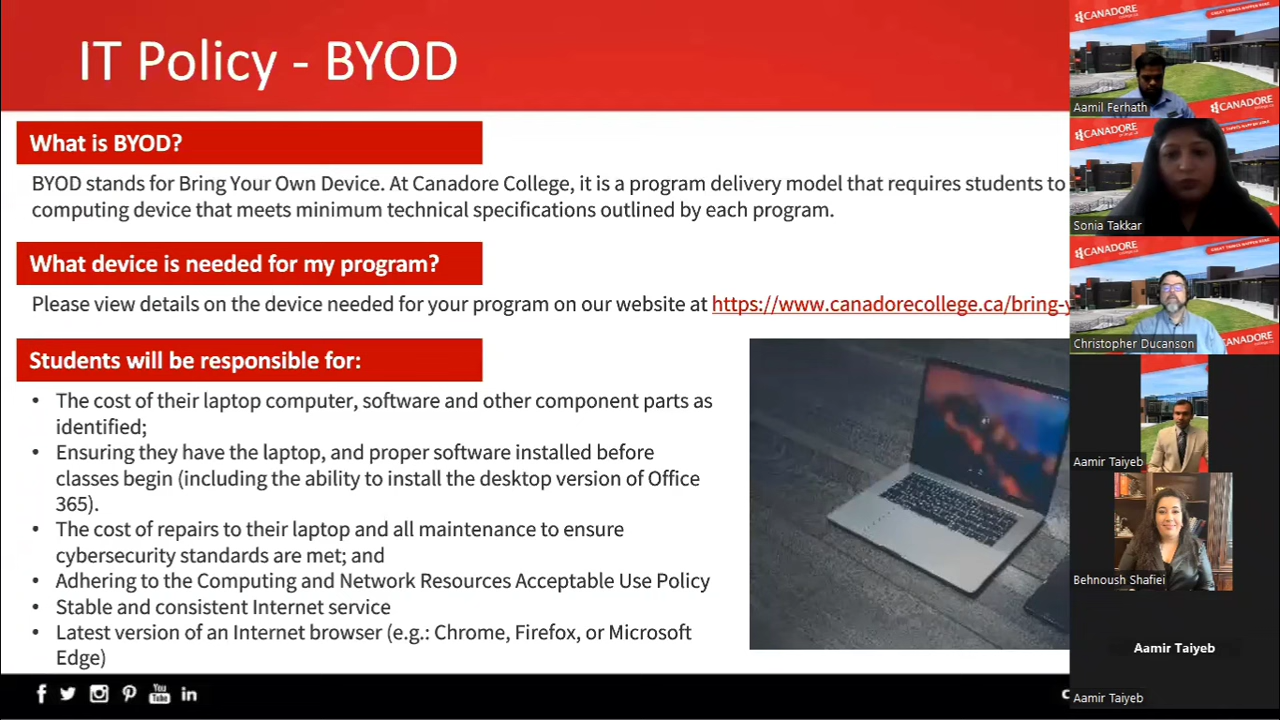 IT Policy - BYOD
What is BYOD?
BYOD stands for Bring Your Own Device. At Canadore College, it is a program delivery model that requires students to
computing device that meets minimum technical specifications outlined by each program.
What device is needed for my program?
Please view details on the device needed for your program on our website at https://www.canadorecollege.ca/bring-y
Students will be responsible for:
• The cost of their laptop computer, software and other component parts as
identified;
• Ensuring they have the laptop, and proper software installed before
classes begin (including the ability to install the desktop version of Office
365).
• The cost of repairs to their laptop and all maintenance to ensure
cybersecurity standards are met; and
• Adhering to the Computing and Network Resources Acceptable Use Policy
• Stable and consistent Internet service
• Latest version of an Internet browser (e.g.: Chrome, Firefox, or Microsoft
Edge)
You
Tube
in
CANADORE
CANADORE
Aamil Ferhath
CANADORE
Sonia Takkar
CANADORE
CANADORE
Christopher Ducanson
Aamir Taiyeb
Behnoush Shafiei
Aamir Taiyeb
Aamir Taiyeb